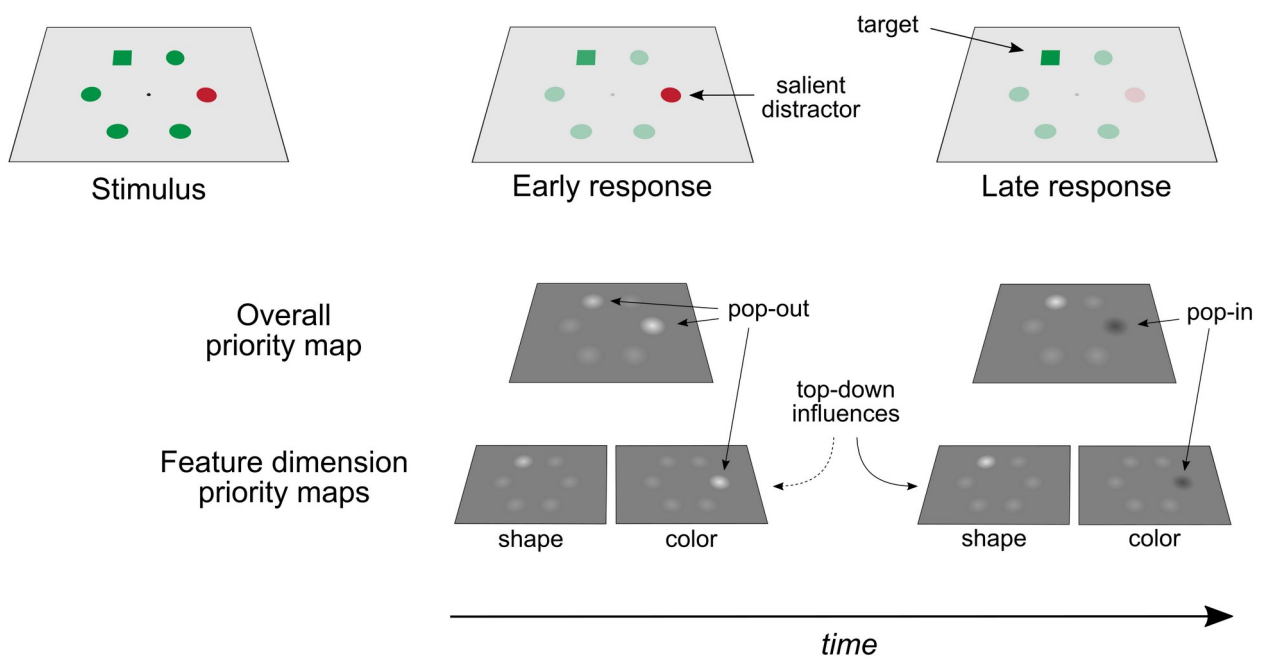 target
salient
distractor
Stimulus
Early response
Late response
Overall
priority map
pop-out
pop-in
top-down
influences
Feature dimension
priority maps
shape
color
shape
color
time